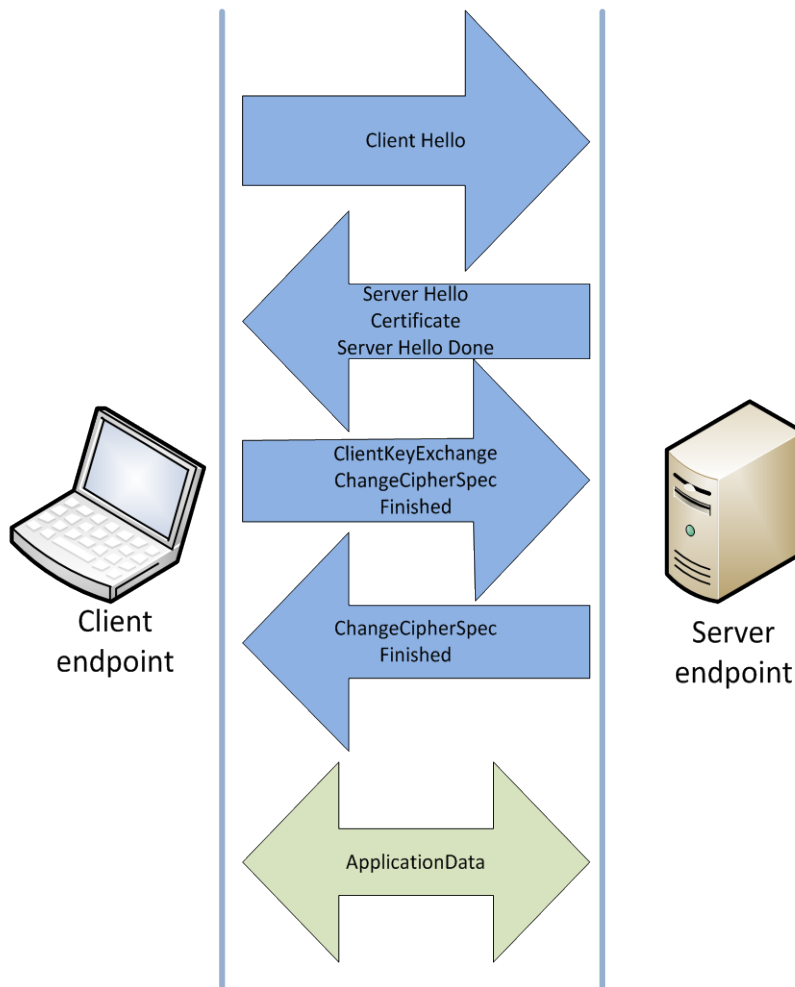 Client Hello
Server Hello
Certificate
Server Hello Done
ClientKeyExchange
ChangeCipherSpec
Finished
Client
endpoint
ChangeCipherSpec
Finished
Server
endpoint
ApplicationData